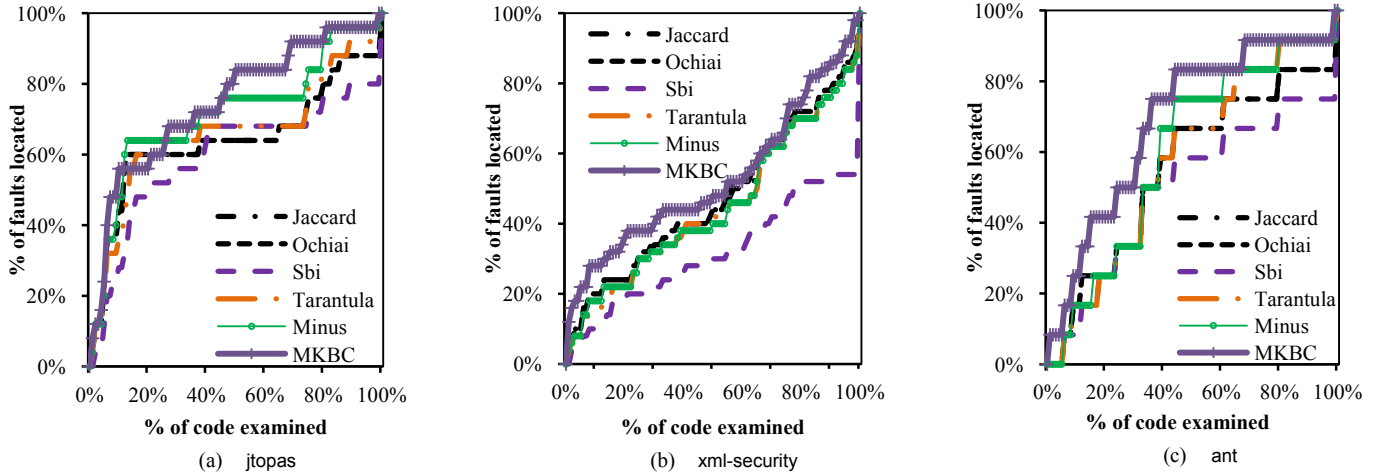 100%
80%
60%
40%
20%
0%
% of faults located
Jaccard
Ochiai
Sbi
Tarantula
Minus
MKBC
0% 20% 40% 60% 80% 100%
% of code examined
(a) jtopas
100%
80%
60%
40%
20%
0%
% of faults located
Jaccard
Ochiai
Sbi
Tarantula
Minus
MKBC
0% 20% 40% 60% 80% 100%
% of code examined
(b) xml-security
100%
80%
60%
40%
20%
0%
% of faults located
Jaccard
Ochiai
Sbi
Tarantula
Minus
MKBC
0% 20% 40% 60% 80% 100%
% of code examined
(c) ant